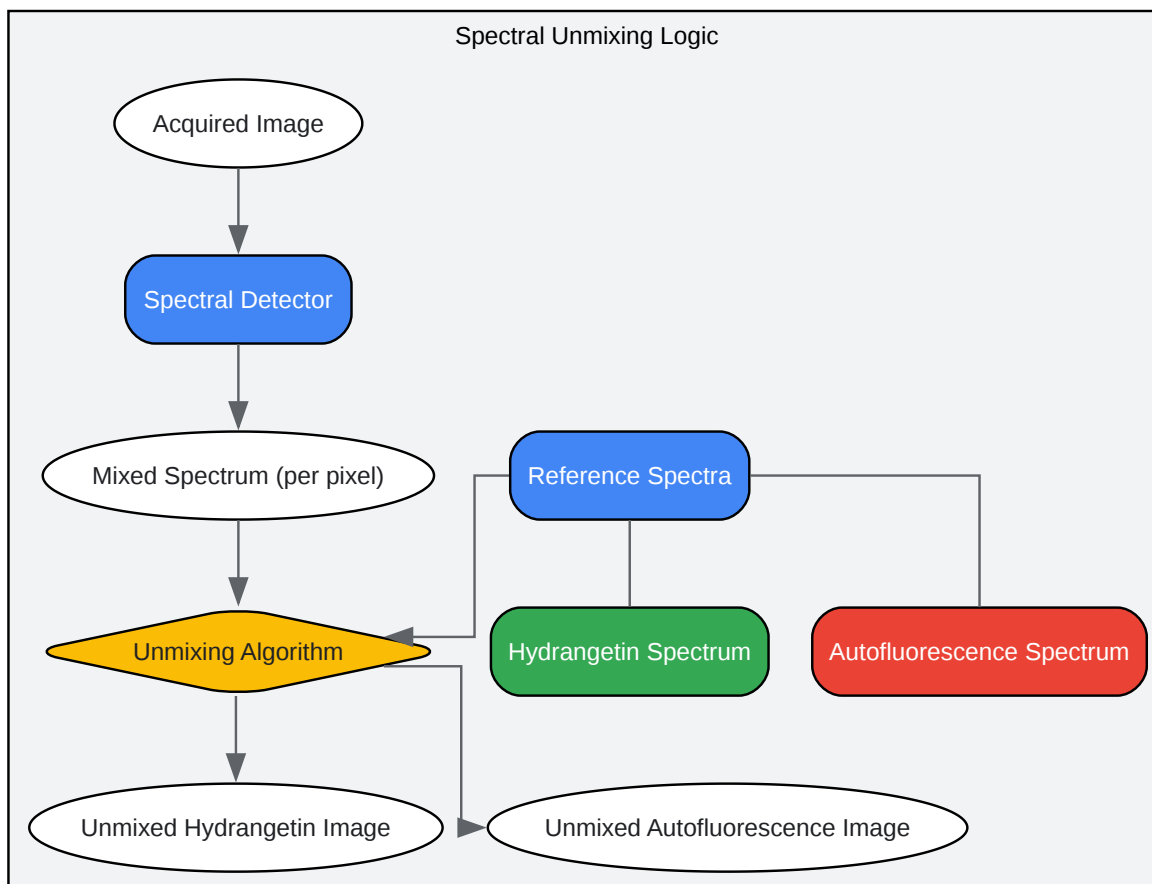 Spectral Unmixing Logic
Acquired Image
Spectral Detector
Mixed Spectrum (per pixel)
Reference Spectra
Unmixing Algorithm
Hydrangetin Spectrum
Autofluorescence Spectrum
Unmixed Hydrangetin Image
Unmixed Autofluorescence Image